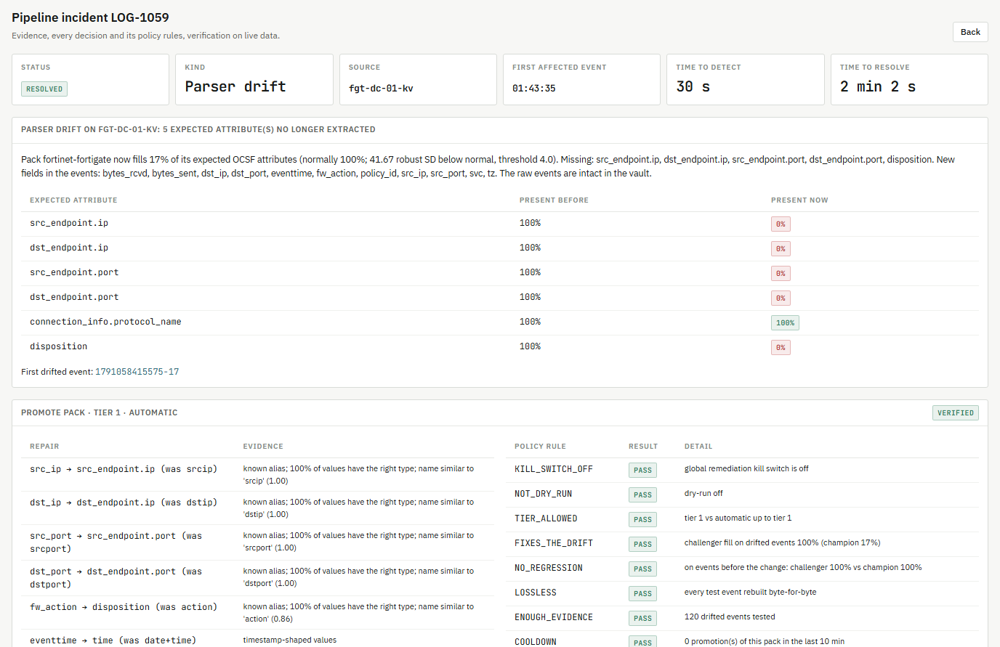 Pipeline incident LOG-1059
Evidence, every decision and its policy rules, verification on live data.
Back
STATUS
RESOLVED
KIND
Parser drift
SOURCE
fgt-dc-01-kv
FIRST AFFECTED EVENT
01:43:35
TIME TO DETECT
30 s
TIME TO RESOLVE
2 min 2 s
PARSER DRIFT ON FGT-DC-01-KV: 5 EXPECTED ATTRIBUTE(S) NO LONGER EXTRACTED
Pack fortinet-fortigate now fills 17% of its expected OCSF attributes (normally 100%; 41.67 robust SD below normal, threshold 4.0). Missing: src_endpoint.ip, dst_endpoint.ip, src_endpoint.port, dst_endpoint.port, disposition. New
fields in the events: bytes_rcvd, bytes_sent, dst_ip, dst_port, eventtime, fw_action, policy_id, src_ip, src_port, svc, tz. The raw events are intact in the vault.
EXPECTED ATTRIBUTE PRESENT BEFORE PRESENT NOW
src_endpoint.ip 100% 0%
dst_endpoint.ip 100% 0%
src_endpoint.port 100% 0%
dst_endpoint.port 100% 0%
connection_info.protocol_name 100% 100%
disposition 100% 0%
First drifted event: 1791058415575-17
PROMOTE PACK · TIER 1 · AUTOMATIC
VERIFIED
REPAIR EVIDENCE
src_ip → src_endpoint.ip (was srcip) known alias; 100% of values have the right type; name similar to
'srcip' (1.00)
dst_ip → dst_endpoint.ip (was dstip) known alias; 100% of values have the right type; name similar to
'dstip' (1.00)
src_port → src_endpoint.port (was known alias; 100% of values have the right type; name similar to
srcport) 'srcport' (1.00)
dst_port → dst_endpoint.port (was known alias; 100% of values have the right type; name similar to
dstport) 'dstport' (1.00)
fw_action → disposition (was action) known alias; 100% of values have the right type; name similar to
'action' (0.86)
eventtime → time (was date+time) timestamp-shaped values
POLICY RULE RESULT DETAIL
KILL_SWITCH_OFF PASS global remediation kill switch is off
NOT_DRY_RUN PASS dry-run off
TIER_ALLOWED PASS tier 1 vs automatic up to tier 1
FIXES_THE_DRIFT PASS challenger fill on drifted events 100% (champion 17%)
NO_REGRESSION PASS on events before the change: challenger 100% vs champion 100%
LOSSLESS PASS every test event rebuilt byte-for-byte
ENOUGH_EVIDENCE PASS 120 drifted events tested
COOLDOWN PASS 0 promotion(s) of this pack in the last 10 min